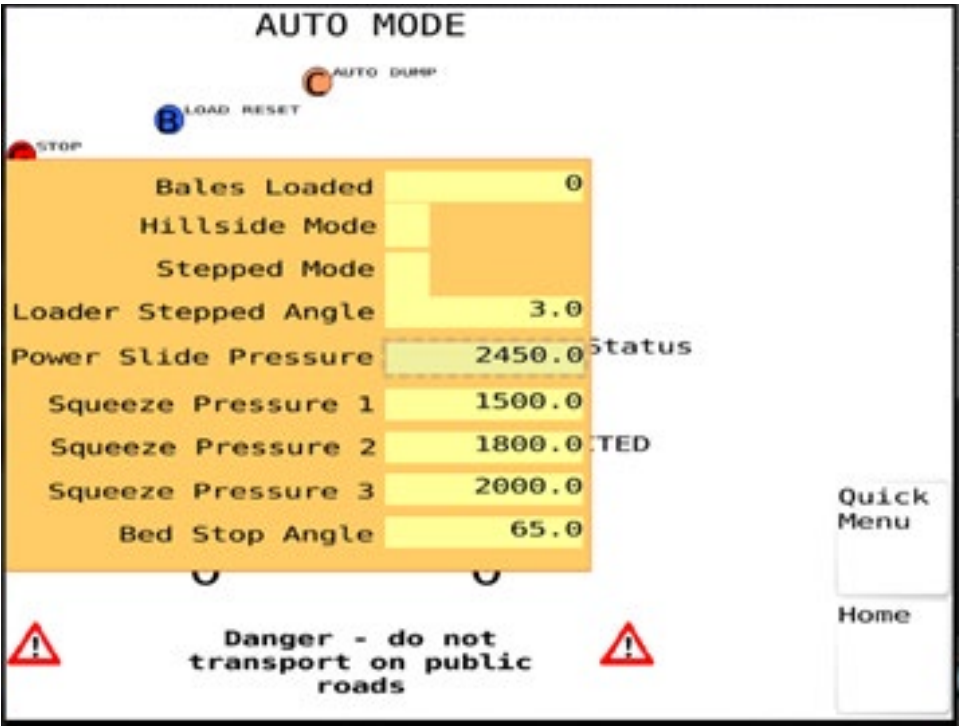 AUTO MODE
C AUTO DUMP
B LOAD RESET
STOP
Bales Loaded 0
Hillside Mode
Stepped Mode
Loader Stepped Angle 3.0
Power Slide Pressure 2450.0
Status
Squeeze Pressure 1 1500.0
Squeeze Pressure 2 1800.0
TED
Squeeze Pressure 3 2000.0
Bed Stop Angle 65.0
Quick
Menu
Home
Danger - do not
transport on public
roads